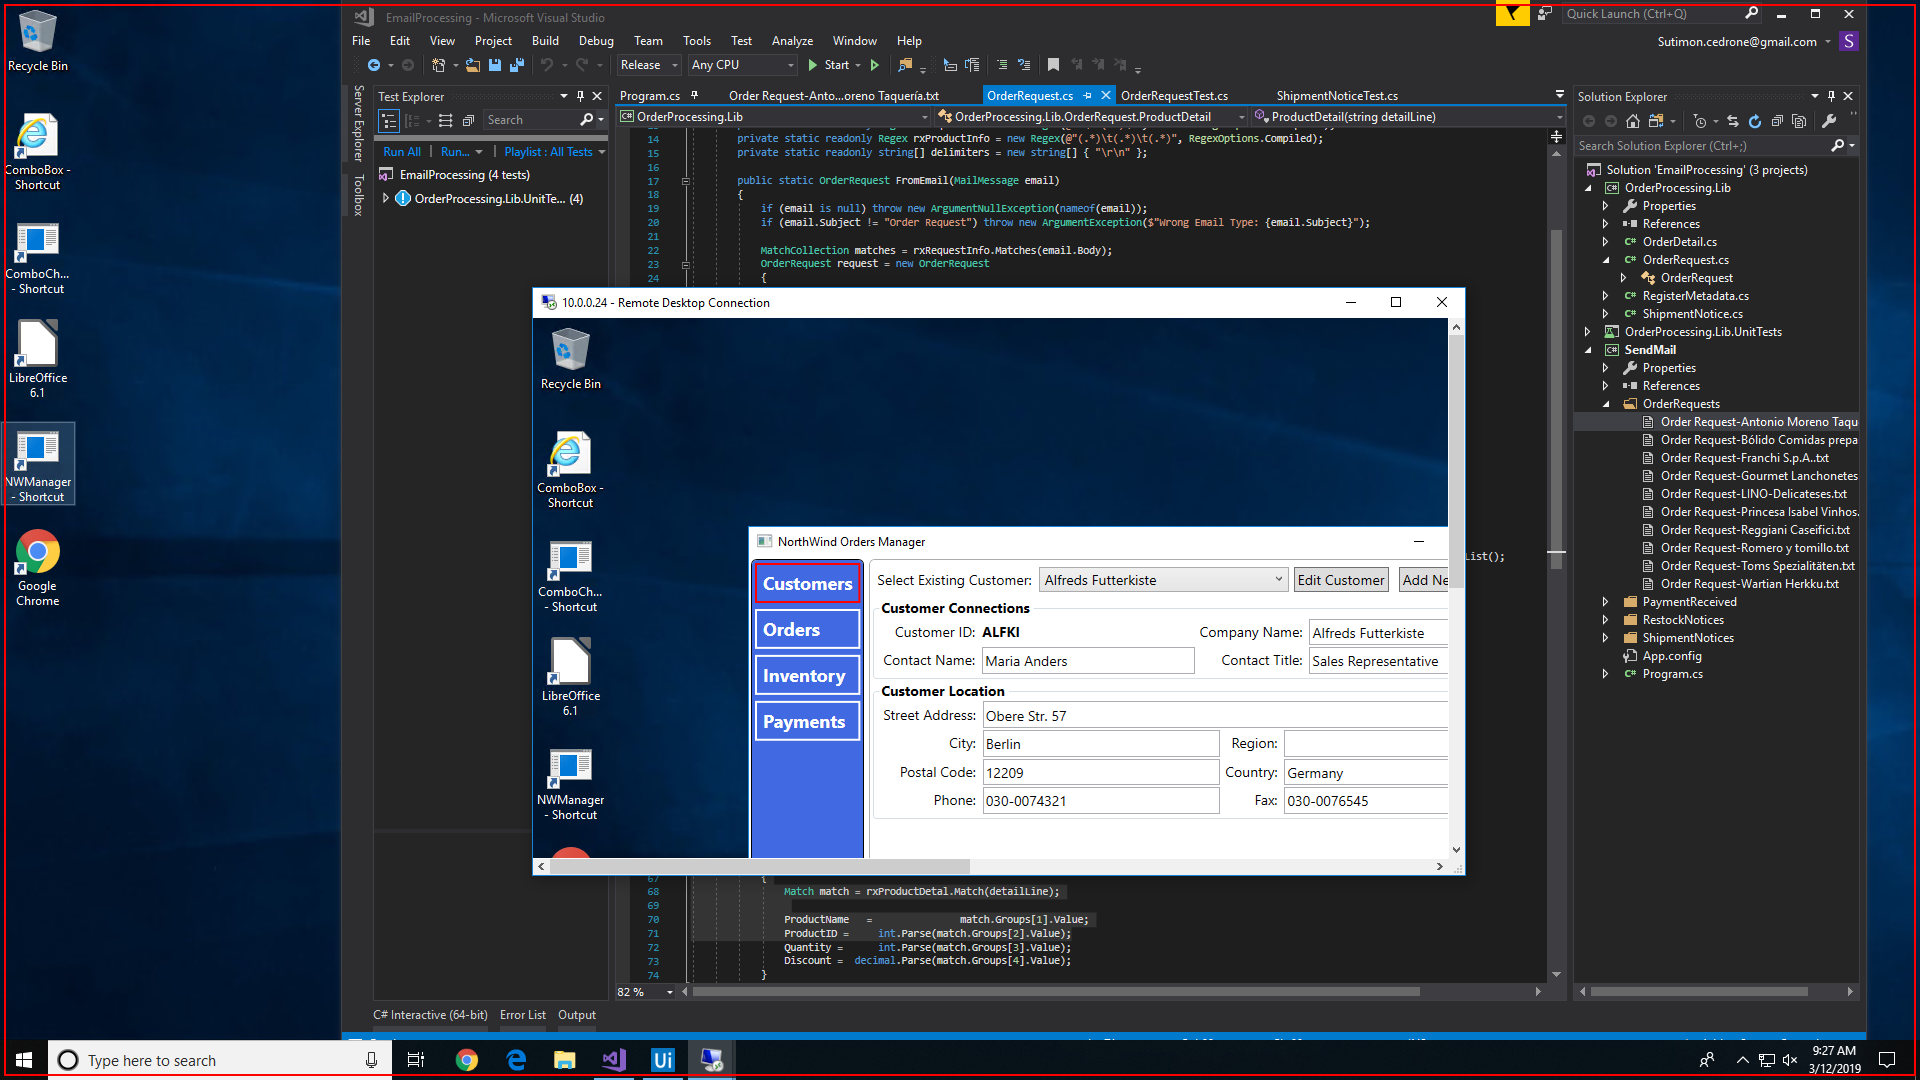 Recycle Bin
ComboBox - Shortcut
ComboCh... - Shortcut
LibreOffice 6.1
NWManager - Shortcut
Google Chrome
EmailProcessing - Microsoft Visual Studio
Quick Launch (Ctrl+Q)
File Edit View Project Build Debug Team Tools Test Analyze Window Help
Sutimon.cedrone@gmail.com S
Release Any CPU Start
Server Explorer
Toolbox
Test Explorer
Search
Run All Run... Playlist : All Tests
EmailProcessing (4 tests)
OrderProcessing.Lib.UnitTe... (4)
Program.cs Order Request-Anto...oreno Taquería.txt OrderRequest.cs OrderRequestTest.cs ShipmentNoticeTest.cs
OrderProcessing.Lib OrderProcessing.Lib.OrderRequest.ProductDetail ProductDetail(string detailLine)
14 private static readonly Regex rxProductInfo = new Regex(@"(.*)\t(.*)\t(.*)", RegexOptions.Compiled);
15 private static readonly string[] delimiters = new string[] { "\r\n" };
16
17 public static OrderRequest FromEmail(MailMessage email)
18 {
19 if (email is null) throw new ArgumentNullException(nameof(email));
20 if (email.Subject != "Order Request") throw new ArgumentException($"Wrong Email Type: {email.Subject}");
21
22 MatchCollection matches = rxRequestInfo.Matches(email.Body);
23 OrderRequest request = new OrderRequest
24 {
List();
10.0.0.24 - Remote Desktop Connection
Recycle Bin
ComboBox - Shortcut
ComboCh... - Shortcut
LibreOffice 6.1
NWManager - Shortcut
NorthWind Orders Manager
Customers
Orders
Inventory
Payments
Select Existing Customer: Alfreds Futterkiste Edit Customer Add Ne
Customer Connections
Customer ID: ALFKI Company Name: Alfreds Futterkiste
Contact Name: Maria Anders Contact Title: Sales Representative
Customer Location
Street Address: Obere Str. 57
City: Berlin Region:
Postal Code: 12209 Country: Germany
Phone: 030-0074321 Fax: 030-0076545
67 {
68 Match match = rxProductDetal.Match(detailLine);
69
70 ProductName = match.Groups[1].Value;
71 ProductID = int.Parse(match.Groups[2].Value);
72 Quantity = int.Parse(match.Groups[3].Value);
73 Discount = decimal.Parse(match.Groups[4].Value);
74 }
82 %
C# Interactive (64-bit) Error List Output
Solution Explorer
Search Solution Explorer (Ctrl+;)
Solution 'EmailProcessing' (3 projects)
OrderProcessing.Lib
Properties
References
OrderDetail.cs
OrderRequest.cs
OrderRequest
RegisterMetadata.cs
ShipmentNotice.cs
OrderProcessing.Lib.UnitTests
SendMail
Properties
References
OrderRequests
Order Request-Antonio Moreno Taqu
Order Request-Bólido Comidas prepa
Order Request-Franchi S.p.A..txt
Order Request-Gourmet Lanchonetes
Order Request-LINO-Delicateses.txt
Order Request-Princesa Isabel Vinhos.
Order Request-Reggiani Caseifici.txt
Order Request-Romero y tomillo.txt
Order Request-Toms Spezialitäten.txt
Order Request-Wartian Herkku.txt
PaymentReceived
RestockNotices
ShipmentNotices
App.config
Program.cs
Type here to search
Ui
9:27 AM
3/12/2019